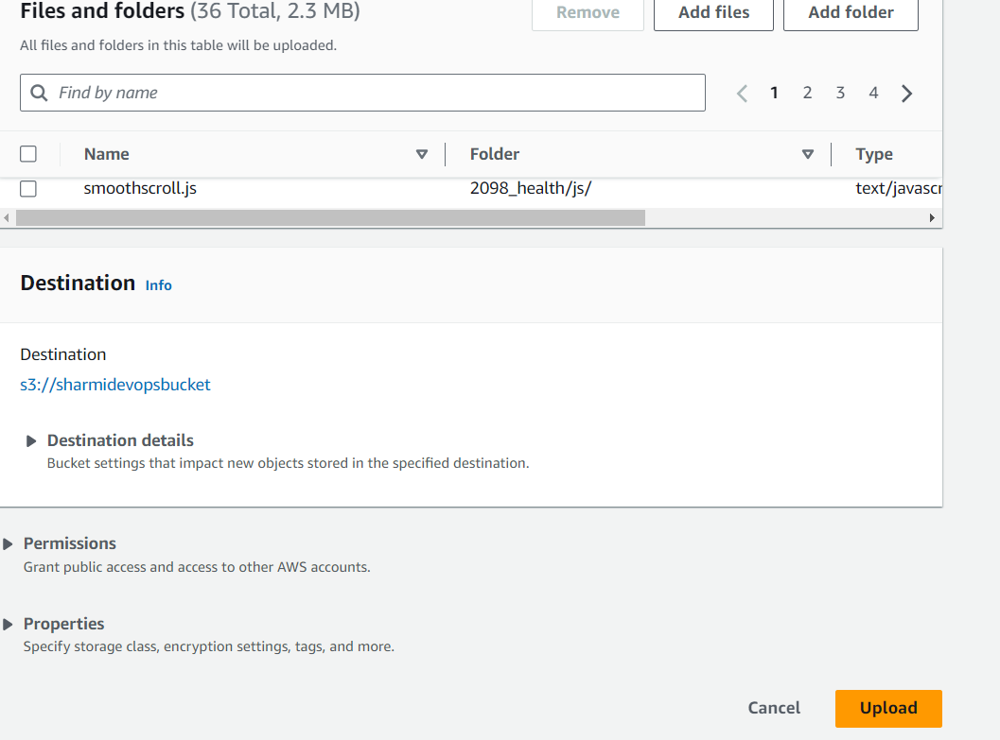 Files and folders (36 Total, 2.3 MB)
Remove
Add files
Add folder
All files and folders in this table will be uploaded.
Find by name
1 2 3 4
Name
Folder
Type
smoothscroll.js
2098_health/js/
text/javascr
Destination Info
Destination
s3://sharmidevopsbucket
Destination details
Bucket settings that impact new objects stored in the specified destination.
Permissions
Grant public access and access to other AWS accounts.
Properties
Specify storage class, encryption settings, tags, and more.
Cancel
Upload